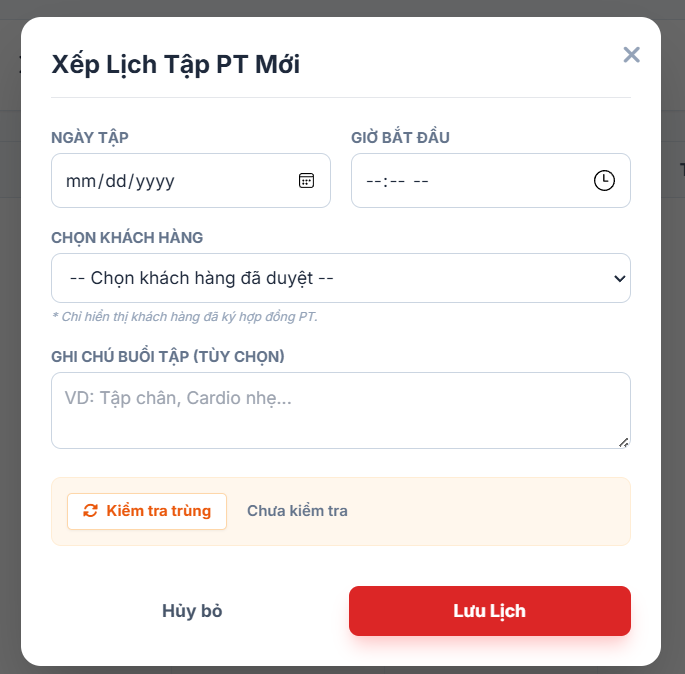 Xếp Lịch Tập PT Mới
NGÀY TẬP
GIỜ BẮT ĐẦU
mm/dd/yyyy
--:-- --
CHỌN KHÁCH HÀNG
-- Chọn khách hàng đã duyệt --
* Chỉ hiển thị khách hàng đã ký hợp đồng PT.
GHI CHÚ BUỔI TẬP (TÙY CHỌN)
VD: Tập chân, Cardio nhẹ...
Kiểm tra trùng
Chưa kiểm tra
Hủy bỏ
Lưu Lịch